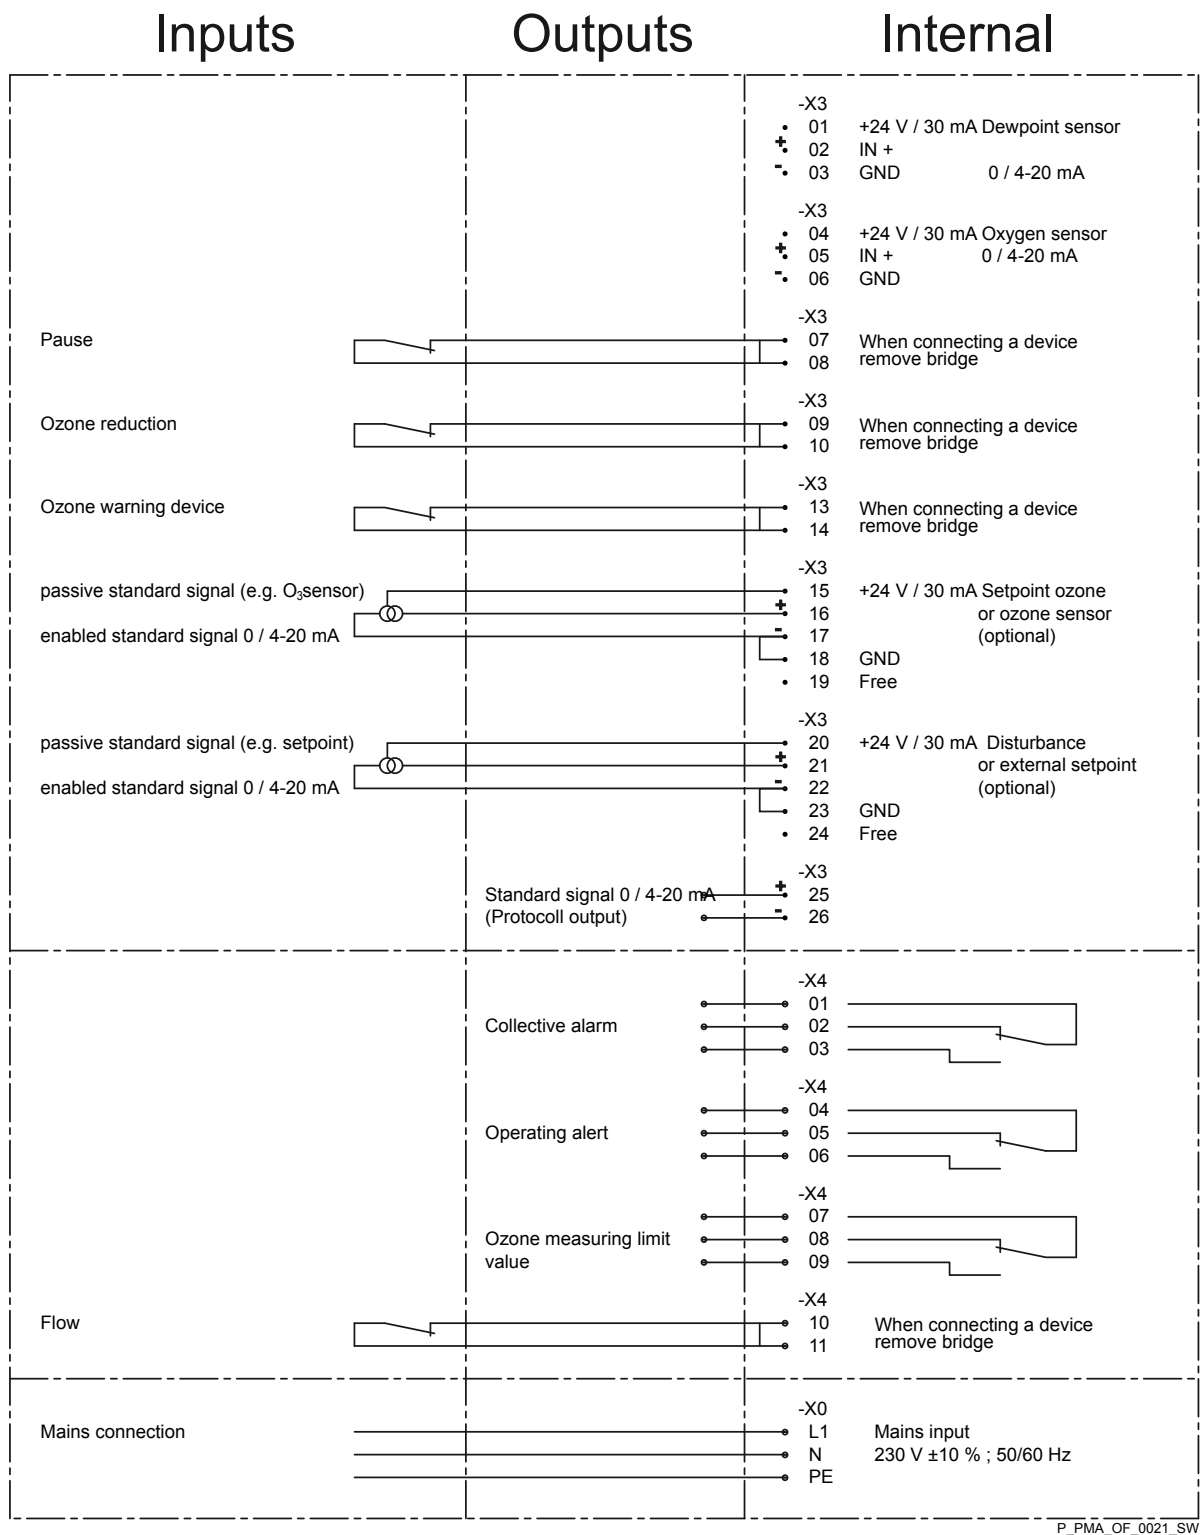 Inputs Outputs Internal
-X3
01 +24 V / 30 mA Dewpoint sensor
+
02 IN +
- 03 GND 0 / 4-20 mA
-X3
04 +24 V / 30 mA Oxygen sensor
+
05 IN + 0 / 4-20 mA
- 06 GND
-X3
Pause 07 When connecting a device
08 remove bridge
-X3
Ozone reduction 09 When connecting a device
10 remove bridge
-X3
Ozone warning device 13 When connecting a device
14 remove bridge
-X3
passive standard signal (e.g. O₃sensor) 15 +24 V / 30 mA Setpoint ozone
+
16 or ozone sensor
enabled standard signal 0 / 4-20 mA - 17 (optional)
18 GND
19 Free
-X3
passive standard signal (e.g. setpoint) 20 +24 V / 30 mA Disturbance
+
21 or external setpoint
enabled standard signal 0 / 4-20 mA - 22 (optional)
23 GND
24 Free
-X3
+
Standard signal 0 / 4-20 mA 25
(Protocoll output) - 26
-X4
01
Collective alarm 02
03
-X4
04
Operating alert 05
06
-X4
07
Ozone measuring limit 08
value 09
-X4
Flow 10 When connecting a device
11 remove bridge
-X0
Mains connection L1 Mains input
N 230 V ±10 % ; 50/60 Hz
PE
P_PMA_OF_0021_SW